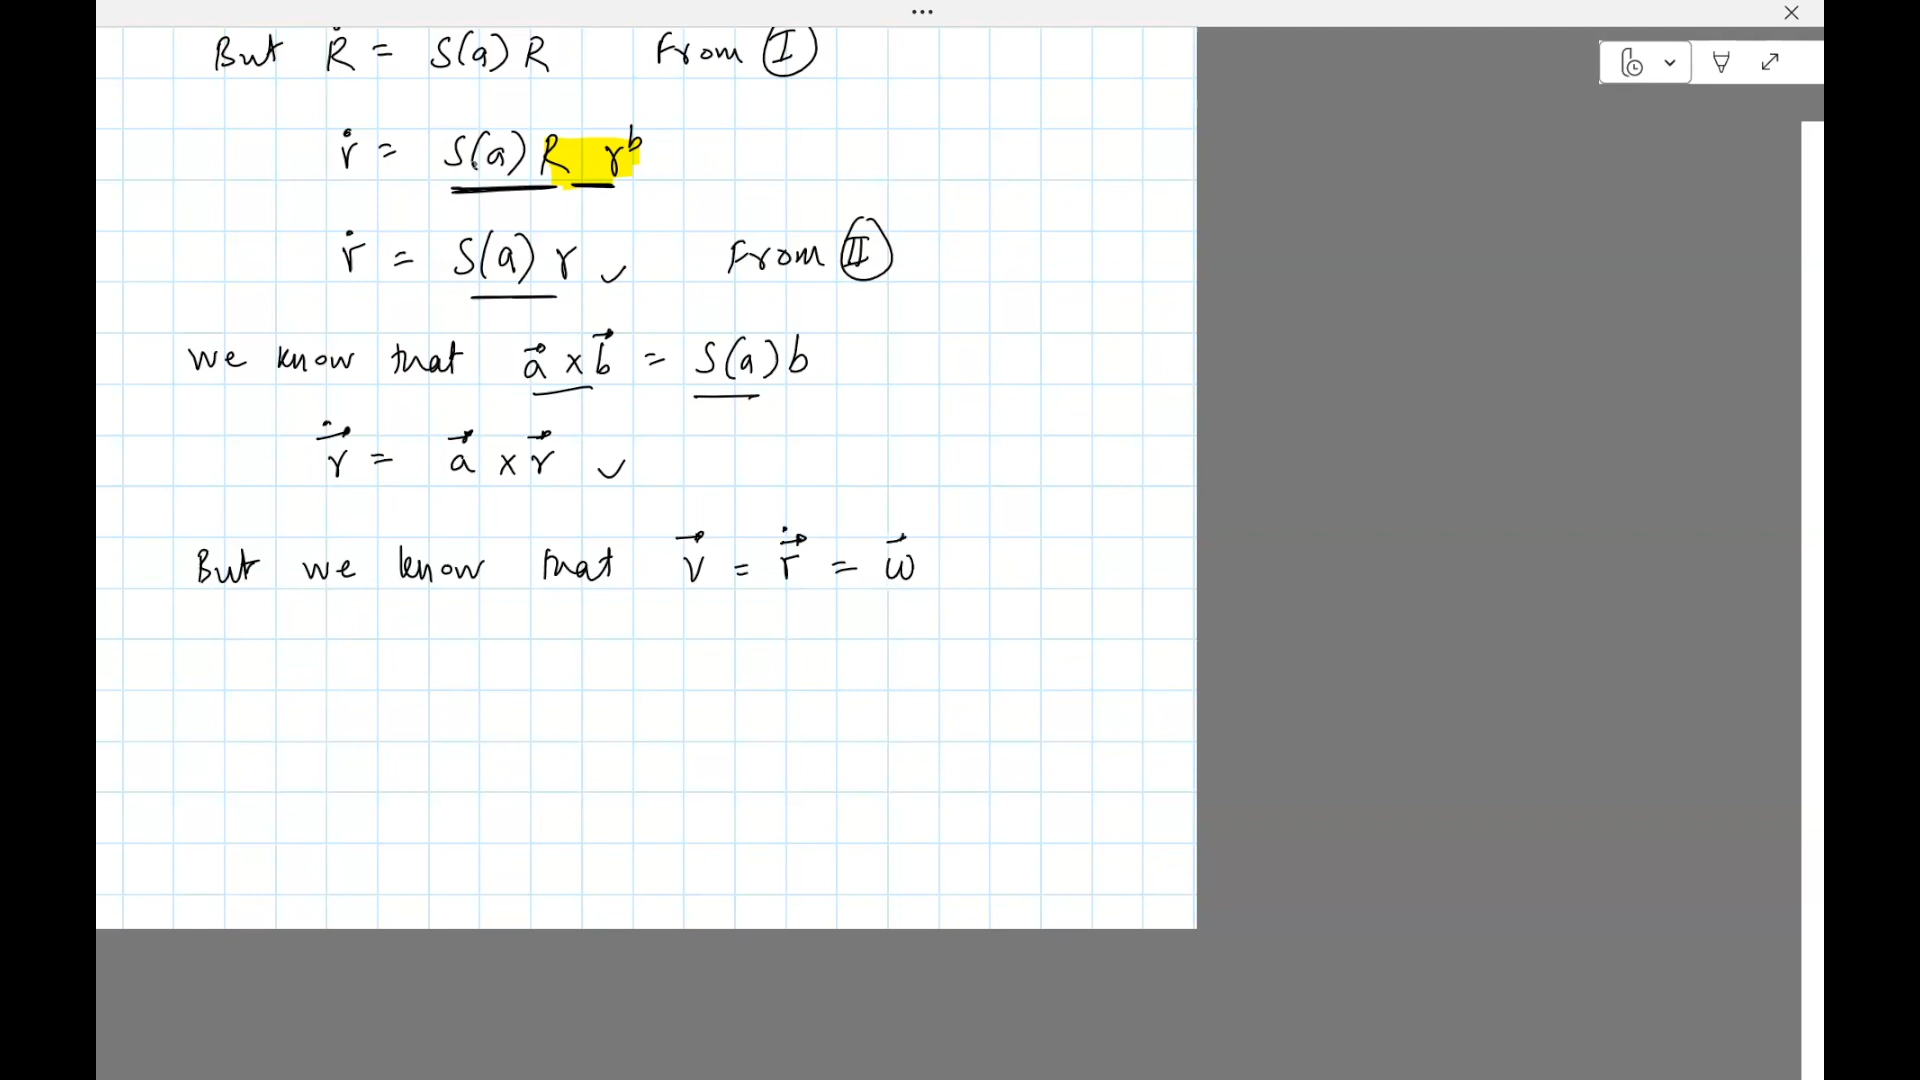 But Ṙ = S(a) R From Ⅰ
ṙ = S(a) R r^b
ṙ = S(a) r ✓ From Ⅱ
we know that a⃗ × b⃗ = S(a) b
ṙ⃗ = a⃗ × r⃗ ✓
But we know that v⃗ = ṙ⃗ = ω⃗